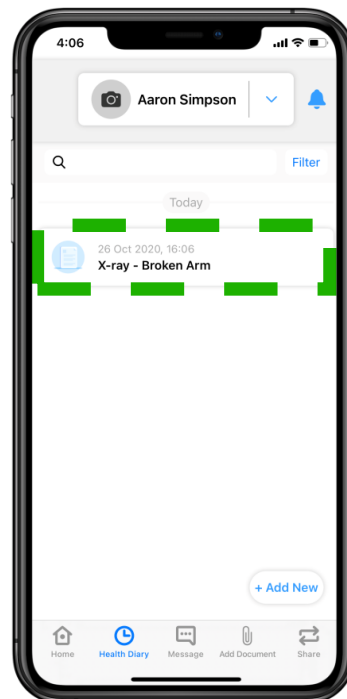 4:06
Aaron Simpson
Filter
Today
26 Oct 2020, 16:06
X-ray - Broken Arm
+ Add New
Home Health Diary Message Add Document Share